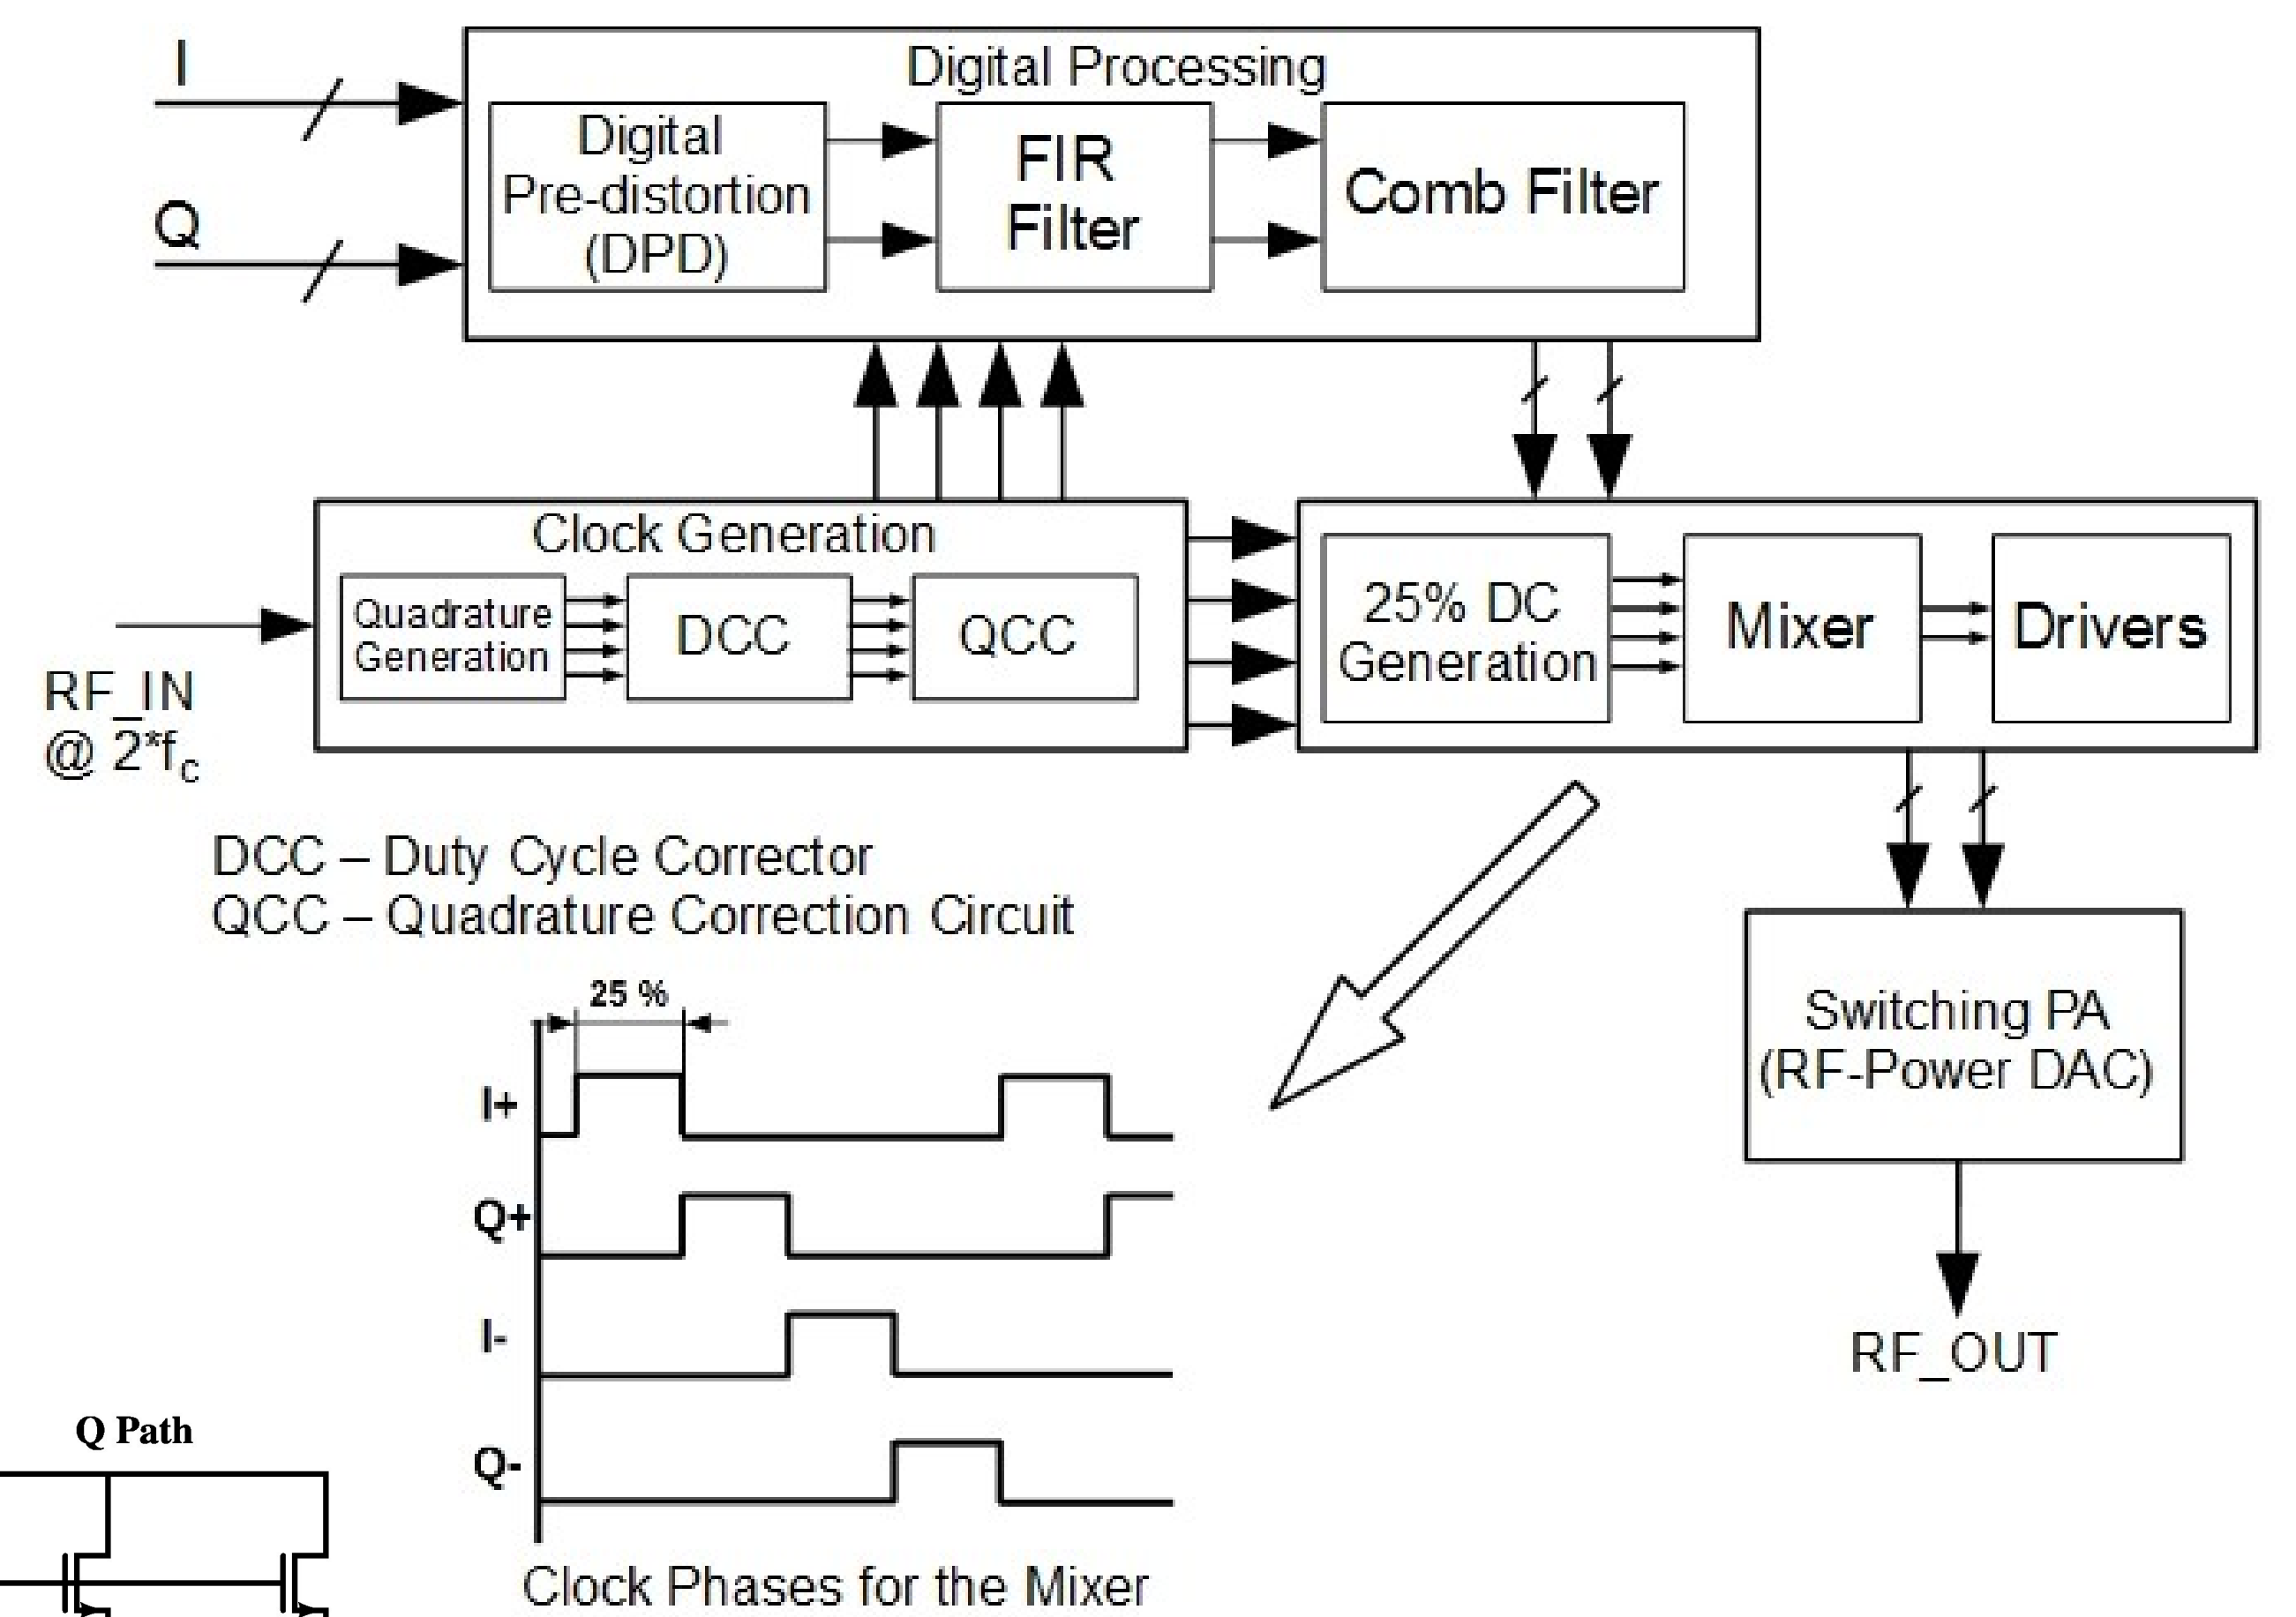 I
Q
Digital Processing
Digital
Pre-distortion
(DPD)
FIR
Filter
Comb Filter
Clock Generation
Quadrature
Generation
DCC
QCC
25% DC
Generation
Mixer
Drivers
RF_IN
@ 2*fc
DCC – Duty Cycle Corrector
QCC – Quadrature Correction Circuit
25 %
I+
Q+
I-
Q-
Clock Phases for the Mixer
Switching PA
(RF-Power DAC)
RF_OUT
Q Path